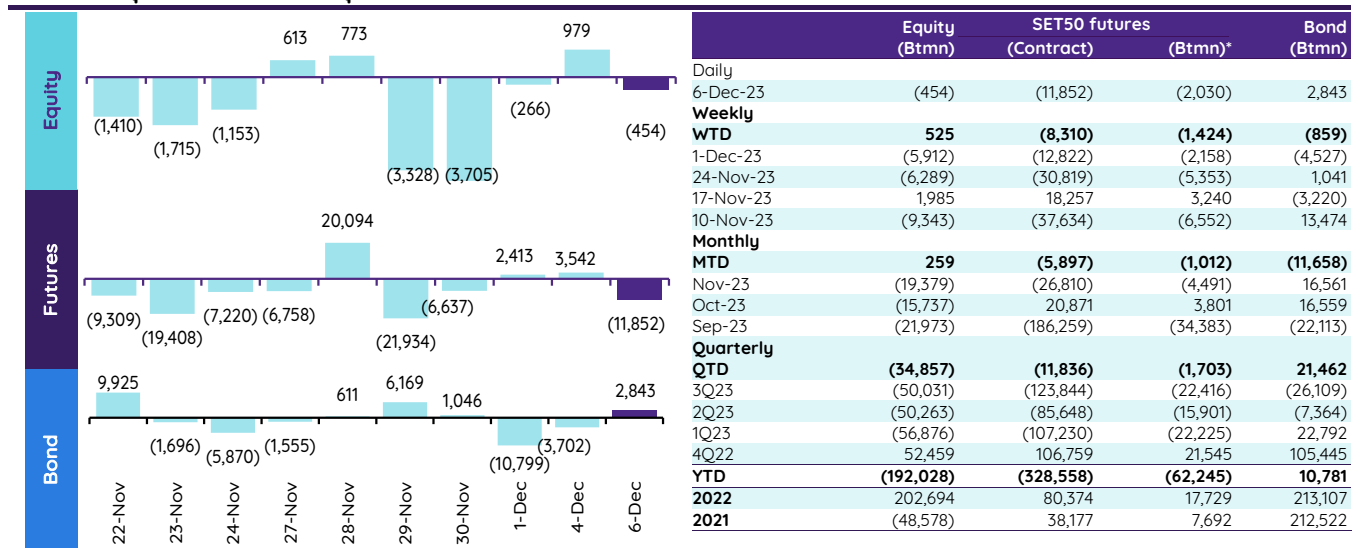 Equity
613 773 979
(1,410) (1,715) (1,153) (3,328) (3,705) (266) (454)
Futures
20,094 2,413 3,542
(9,309) (19,408) (7,220) (6,758) (21,934) (6,637) (11,852)
Bond
9,925 611 6,169 1,046 2,843
(1,696) (5,870) (1,555) (10,799) (3,702)
22-Nov 23-Nov 24-Nov 27-Nov 28-Nov 29-Nov 30-Nov 1-Dec 4-Dec 6-Dec
Equity SET50 futures Bond
(Btmn) (Contract) (Btmn)* (Btmn)
Daily
6-Dec-23 (454) (11,852) (2,030) 2,843
Weekly
WTD 525 (8,310) (1,424) (859)
1-Dec-23 (5,912) (12,822) (2,158) (4,527)
24-Nov-23 (6,289) (30,819) (5,353) 1,041
17-Nov-23 1,985 18,257 3,240 (3,220)
10-Nov-23 (9,343) (37,634) (6,552) 13,474
Monthly
MTD 259 (5,897) (1,012) (11,658)
Nov-23 (19,379) (26,810) (4,491) 16,561
Oct-23 (15,737) 20,871 3,801 16,559
Sep-23 (21,973) (186,259) (34,383) (22,113)
Quarterly
QTD (34,857) (11,836) (1,703) 21,462
3Q23 (50,031) (123,844) (22,416) (26,109)
2Q23 (50,263) (85,648) (15,901) (7,364)
1Q23 (56,876) (107,230) (22,225) 22,792
4Q22 52,459 106,759 21,545 105,445
YTD (192,028) (328,558) (62,245) 10,781
2022 202,694 80,374 17,729 213,107
2021 (48,578) 38,177 7,692 212,522